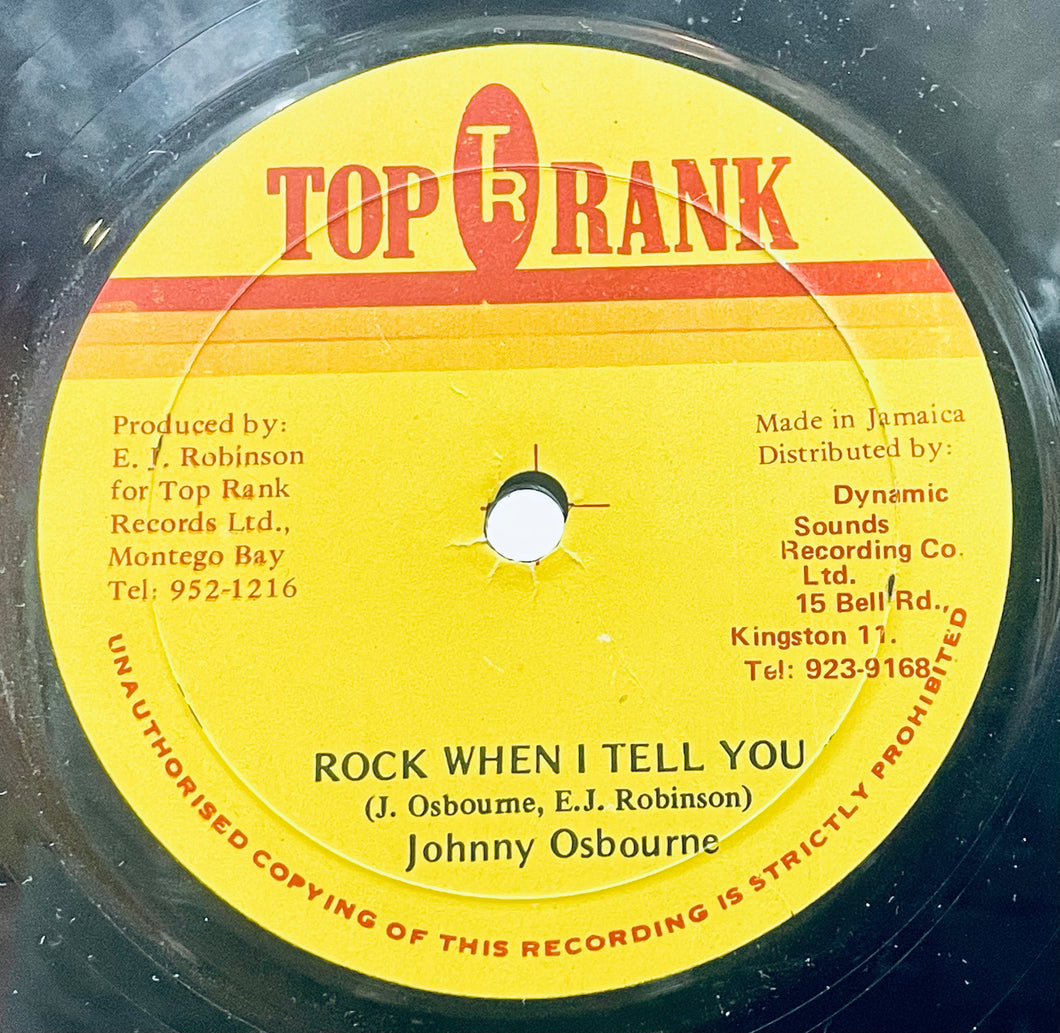 TOP TR RANK
Produced by:
E. J. Robinson
for Top Rank
Records Ltd.,
Montego Bay
Tel: 952-1216
Made in Jamaica
Distributed by:
Dynamic
Sounds
Recording Co.
Ltd.
15 Bell Rd.,
Kingston 11.
Tel: 923-9168
ROCK WHEN I TELL YOU
(J. Osbourne, E.J. Robinson)
Johnny Osbourne
UNAUTHORISED COPYING OF THIS RECORDING IS STRICTLY PROHIBITED